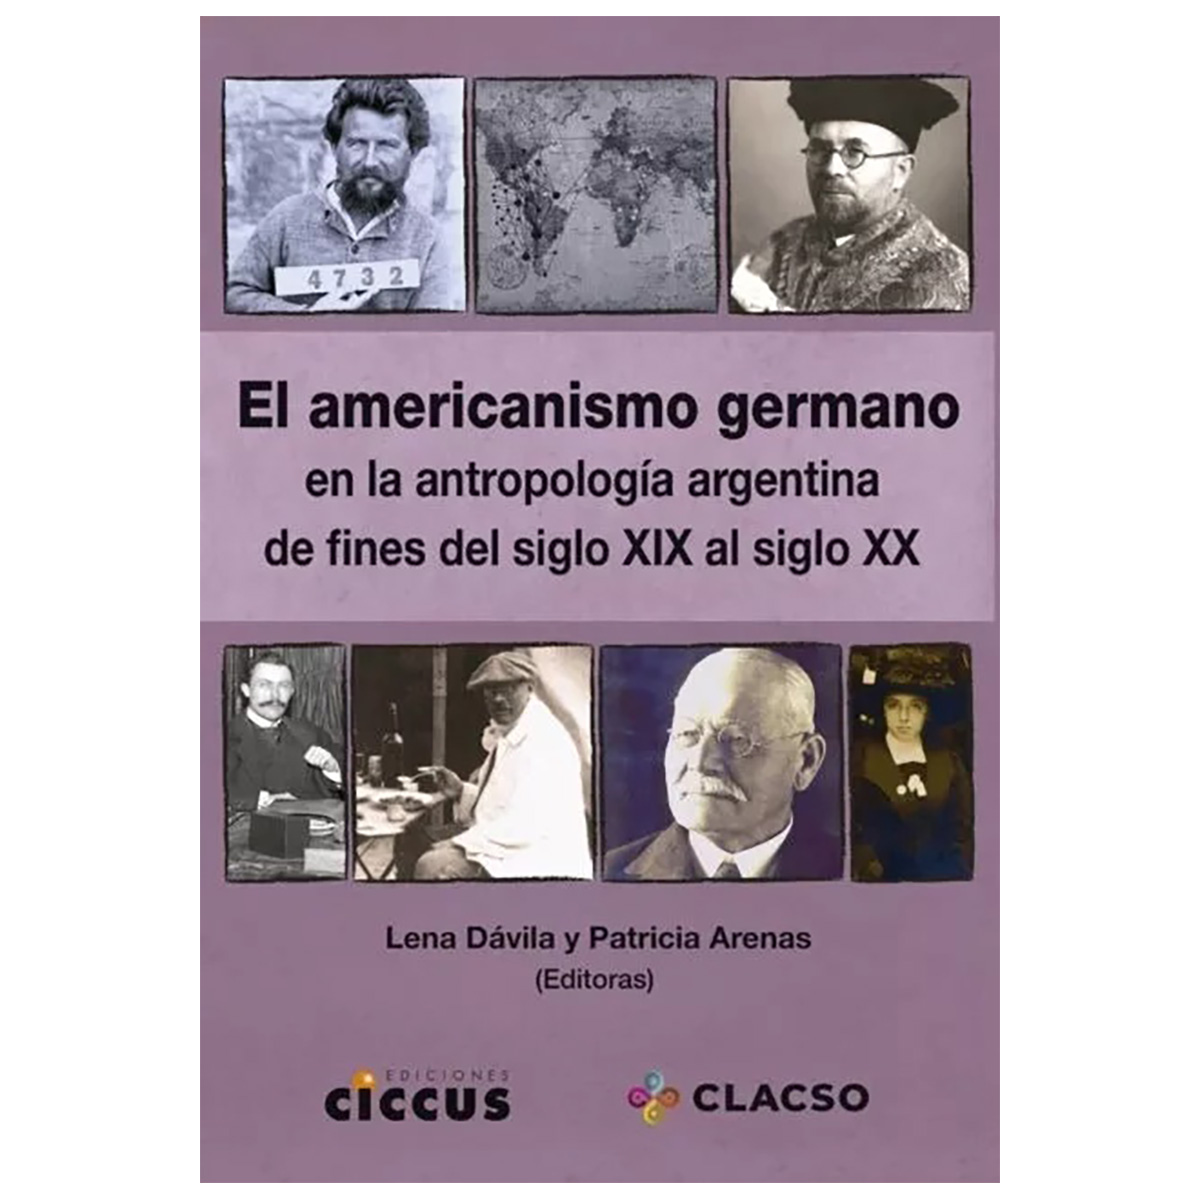 4732
El americanismo germano
en la antropología argentina
de fines del siglo XIX al siglo XX
Lena Dávila y Patricia Arenas
(Editoras)
EDICIONES
CICCUS
CLACSO